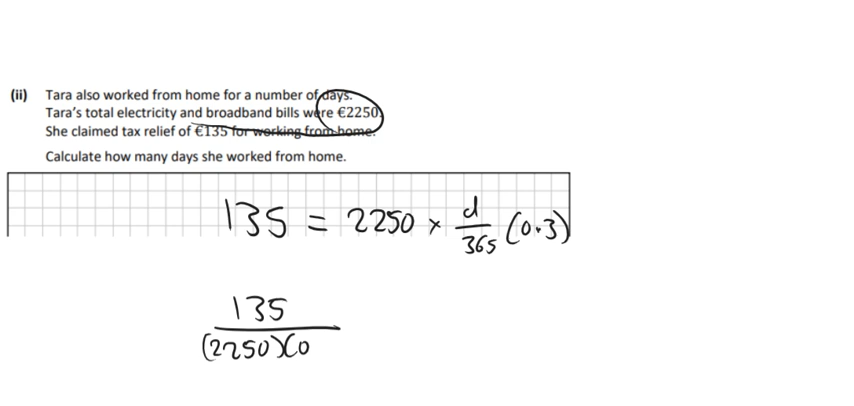 (ii) Tara also worked from home for a number of days.
Tara's total electricity and broadband bills were €2250.
She claimed tax relief of €135 for working from home.
Calculate how many days she worked from home.
135 = 2250 × d/365 (0.3)
135
(2250)(0